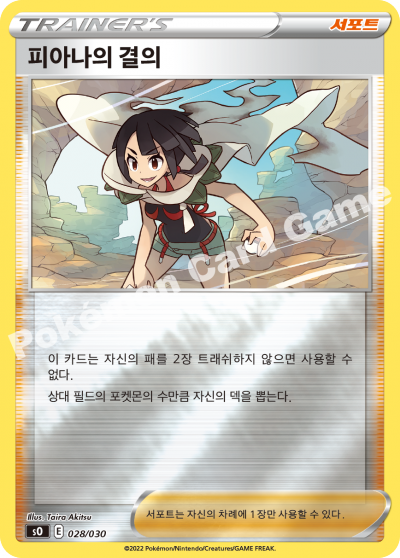 TRAINER'S
서포트
피아나의 결의
Pokémon Card Game
이 카드는 자신의 패를 2장 트래쉬하지 않으면 사용할 수
없다.
상대 필드의 포켓몬의 수만큼 자신의 덱을 뽑는다.
Illus. Taira Akitsu
s0 E 028/030
서포트는 자신의 차례에 1장만 사용할 수 있다.
©2022 Pokémon/Nintendo/Creatures/GAME FREAK.